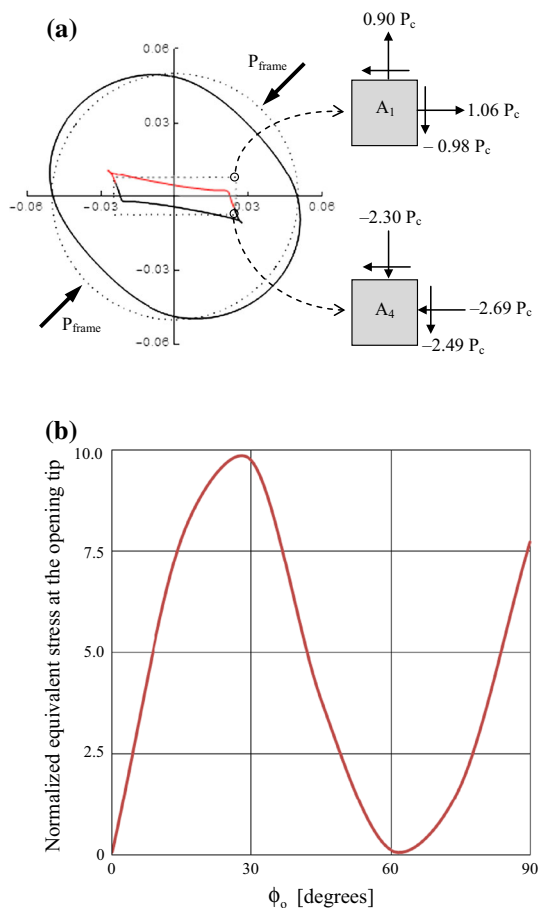 (a)
0.06
0.90 P_c
P_frame
A_1
1.06 P_c
− 0.98 P_c
0.03
-0.06
-0.03
0.03
0.06
-0.03
-0.06
P_frame
−2.30 P_c
A_4
−2.69 P_c
−2.49 P_c
(b)
Normalized equivalent stress at the opening tip
10.0
7.5
5.0
2.5
0
0
30
60
90
ϕ_o [degrees]